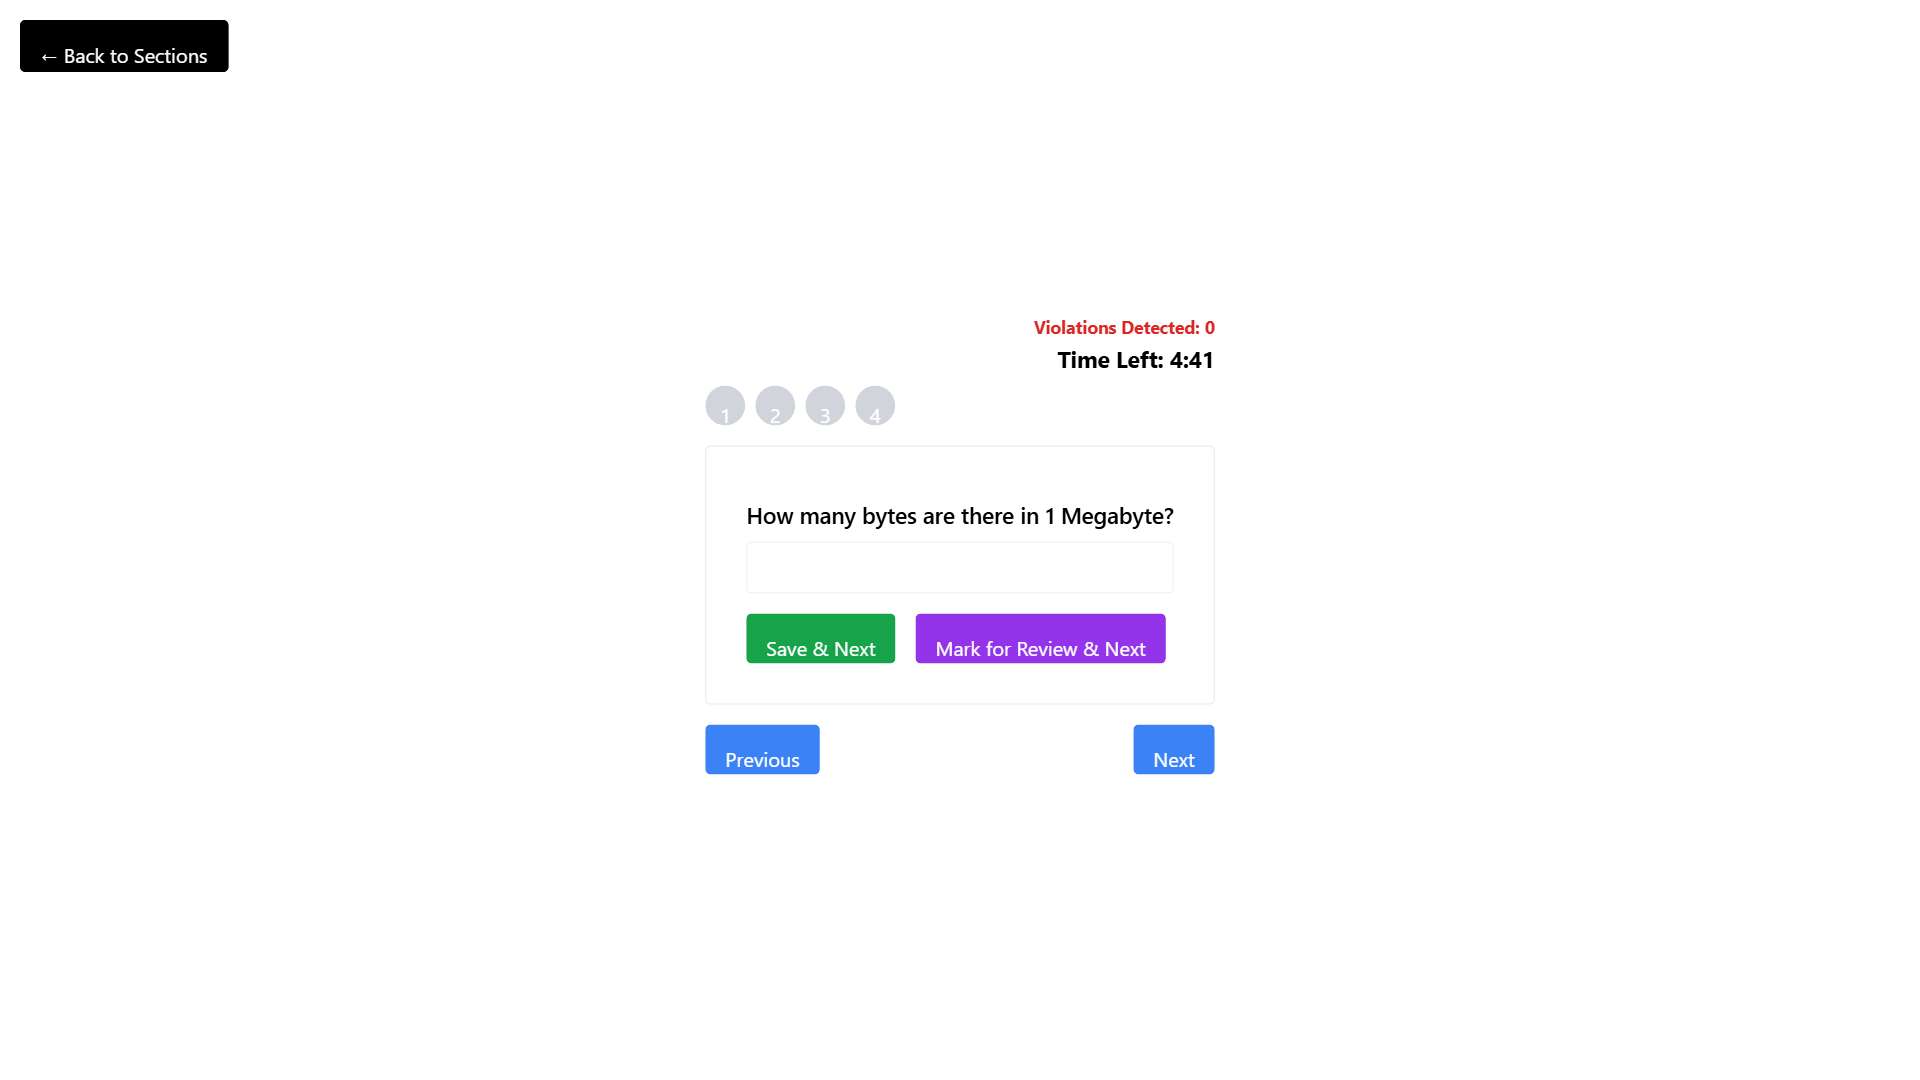 ← Back to Sections
Violations Detected: 0
Time Left: 4:41
1 2 3 4
How many bytes are there in 1 Megabyte?
Save & Next Mark for Review & Next
Previous Next